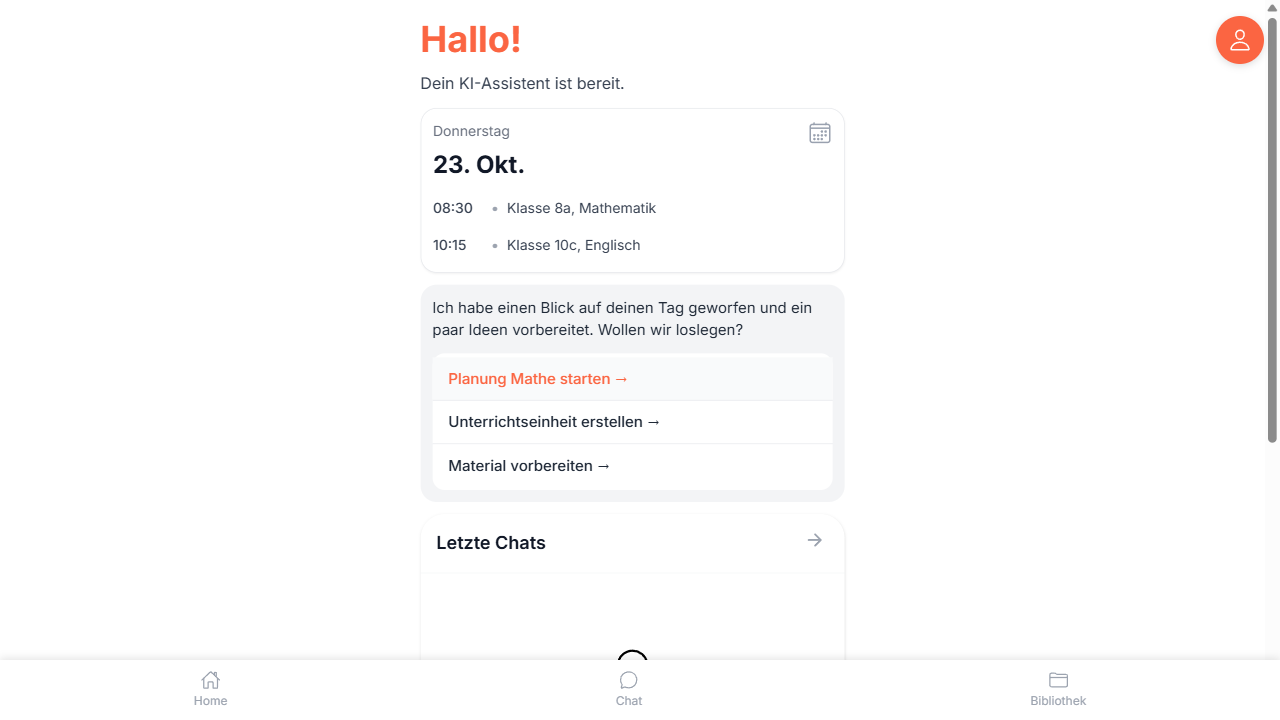 Hallo!
Dein KI-Assistent ist bereit.
Donnerstag
23. Okt.
08:30 • Klasse 8a, Mathematik
10:15 • Klasse 10c, Englisch
Ich habe einen Blick auf deinen Tag geworfen und ein
paar Ideen vorbereitet. Wollen wir loslegen?
Planung Mathe starten →
Unterrichtseinheit erstellen →
Material vorbereiten →
Letzte Chats
Home
Chat
Bibliothek